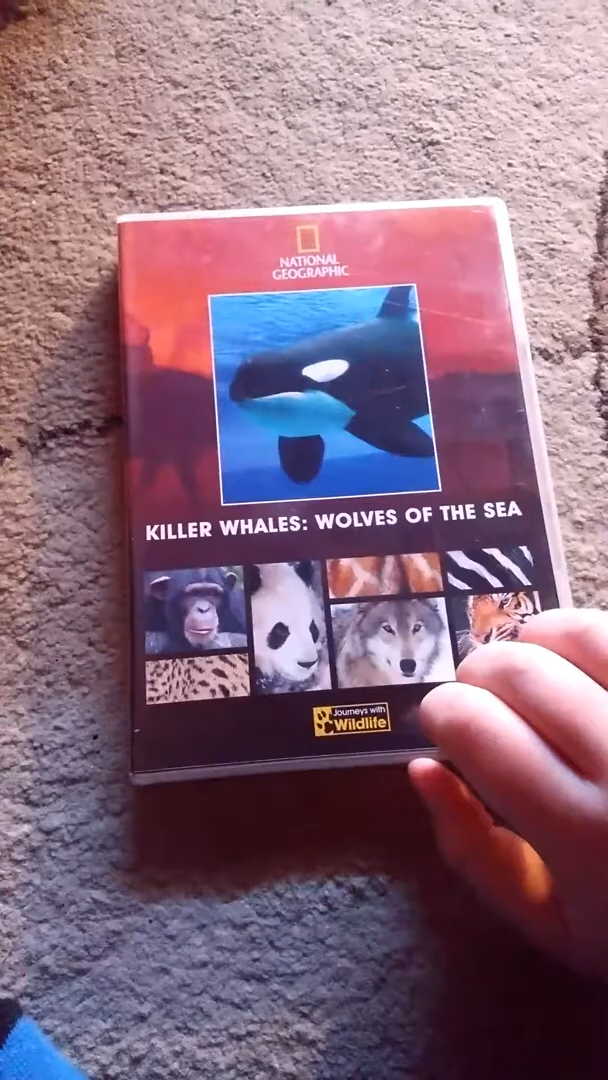 NATIONAL
GEOGRAPHIC
KILLER WHALES: WOLVES OF THE SEA
Journeys with
Wildlife